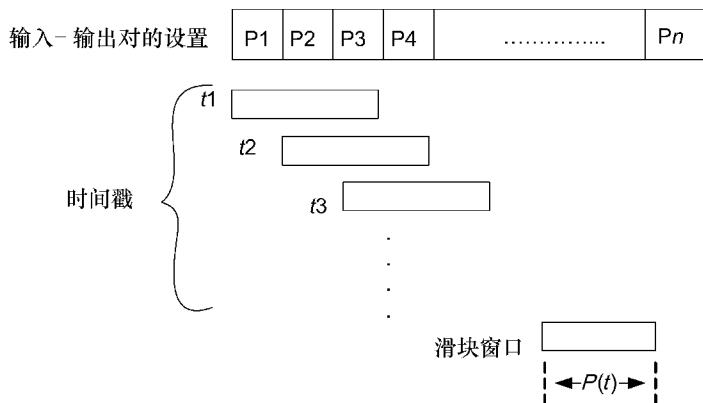 输入-输出对的设置 P1 P2 P3 P4 ................ Pn
t1
t2
时间戳
t3
滑块窗口
P(t)